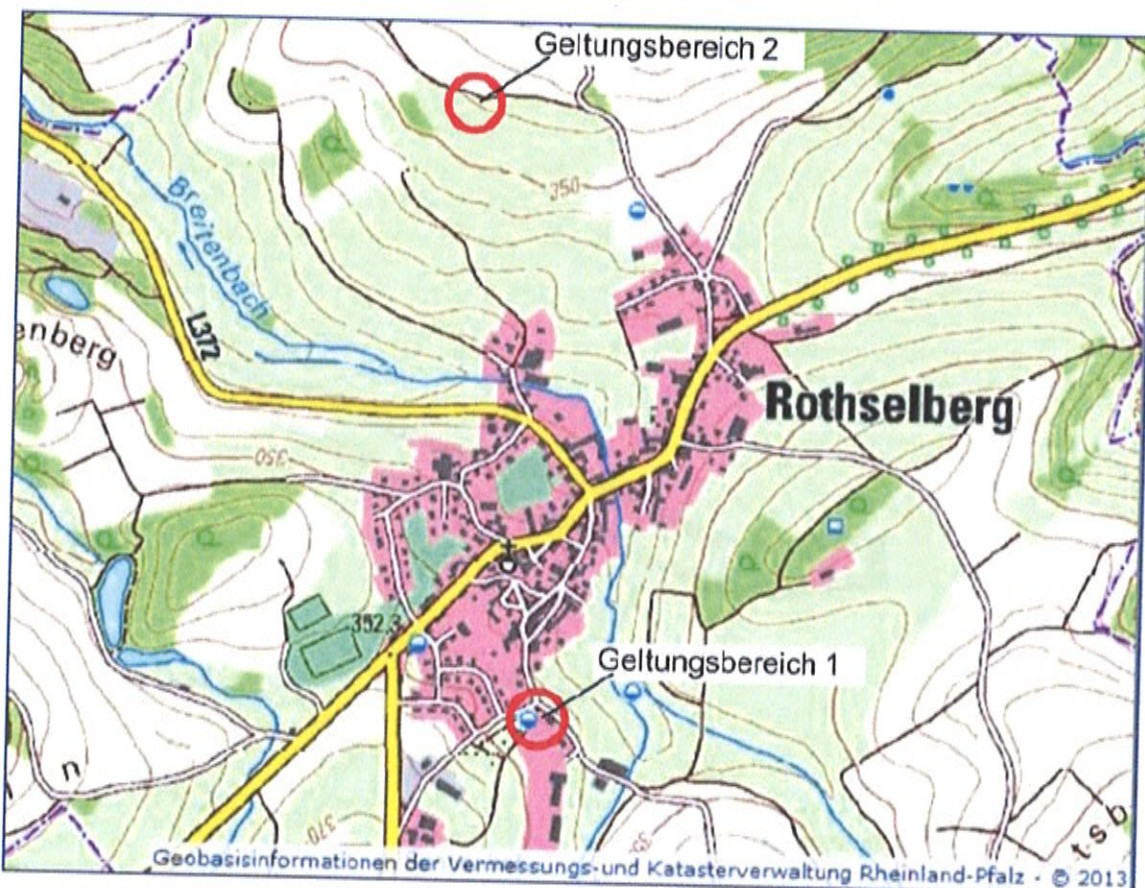 Geltungsbereich 2
350
Breitenbach
L372
enberg
Rothselberg
350
352,3
Geltungsbereich 1
n
370
t-s-b
Geobasisinformationen der Vermessungs-und Katasterverwaltung Rheinland-Pfalz - © 2013